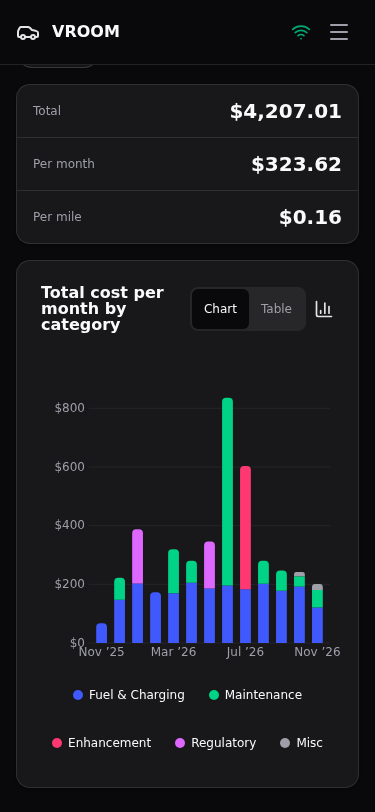 VROOM
Total $4,207.01
Per month $323.62
Per mile $0.16
Total cost per
month by
category
Chart Table
$800
$600
$400
$200
$0
Nov ’25 Mar ’26 Jul ’26 Nov ’26
Fuel & Charging Maintenance
Enhancement Regulatory Misc